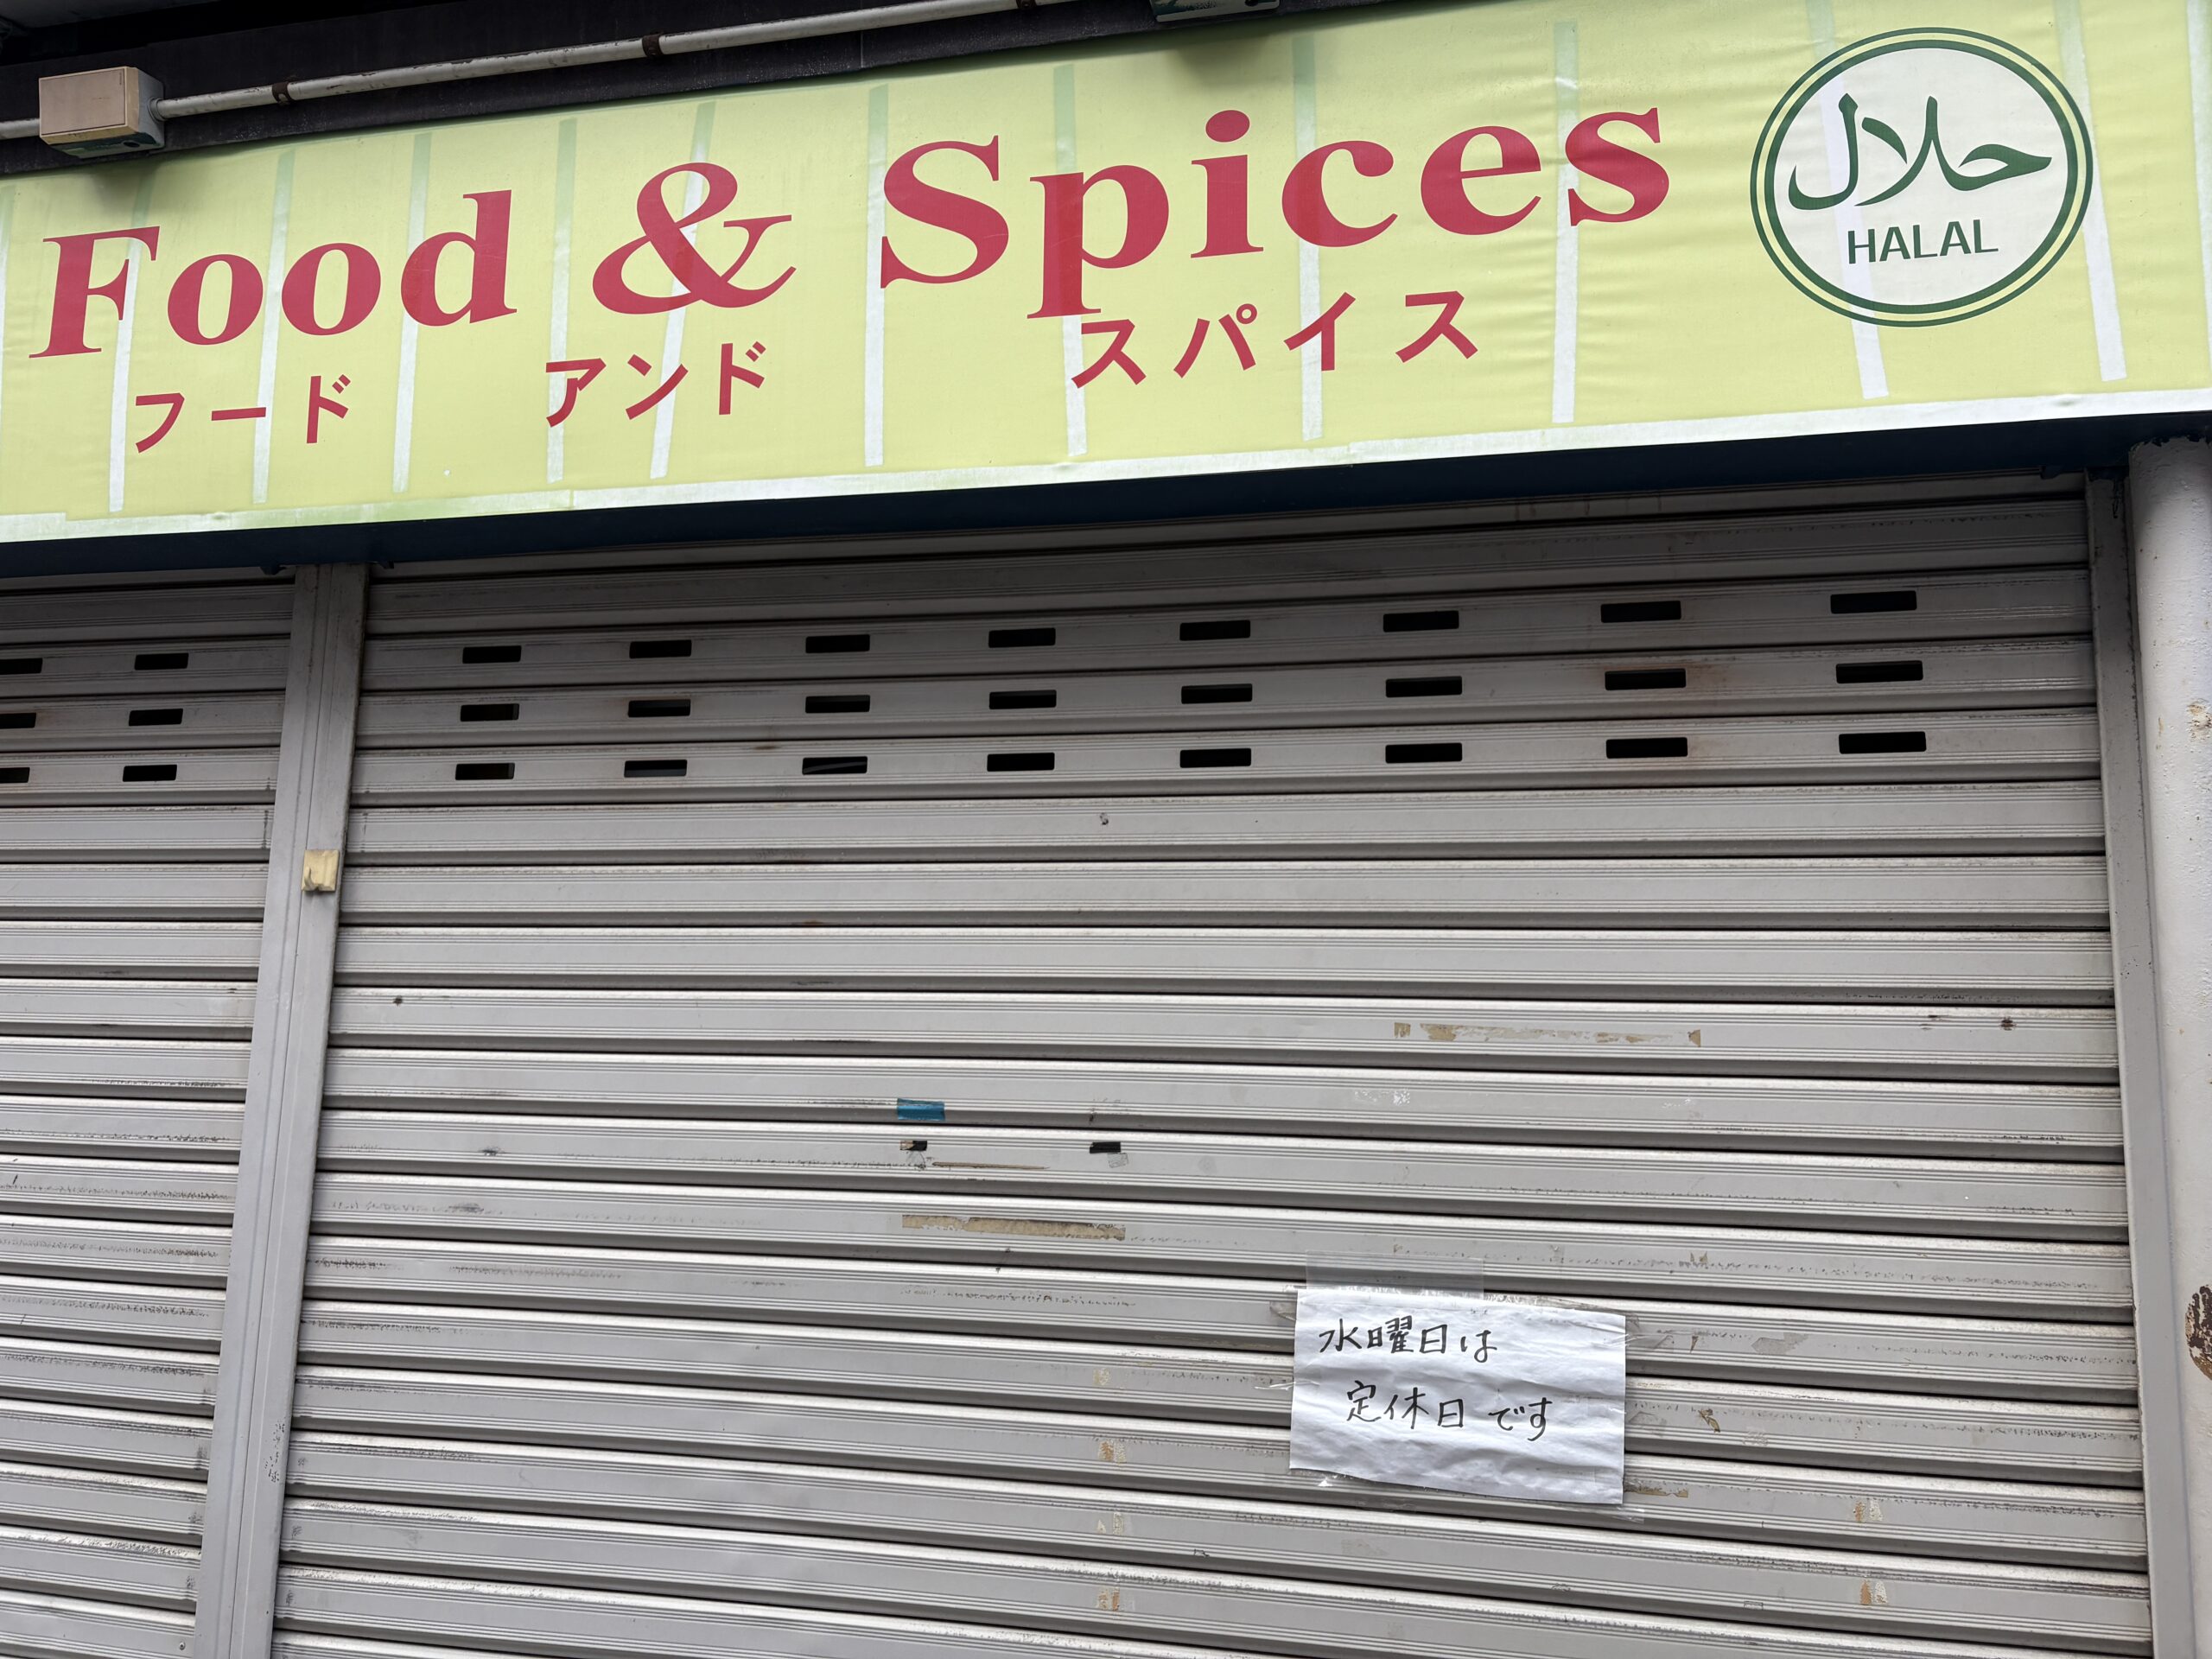 Food & Spices
フード アンド スパイス
حلال
HALAL
水曜日は
定休日です